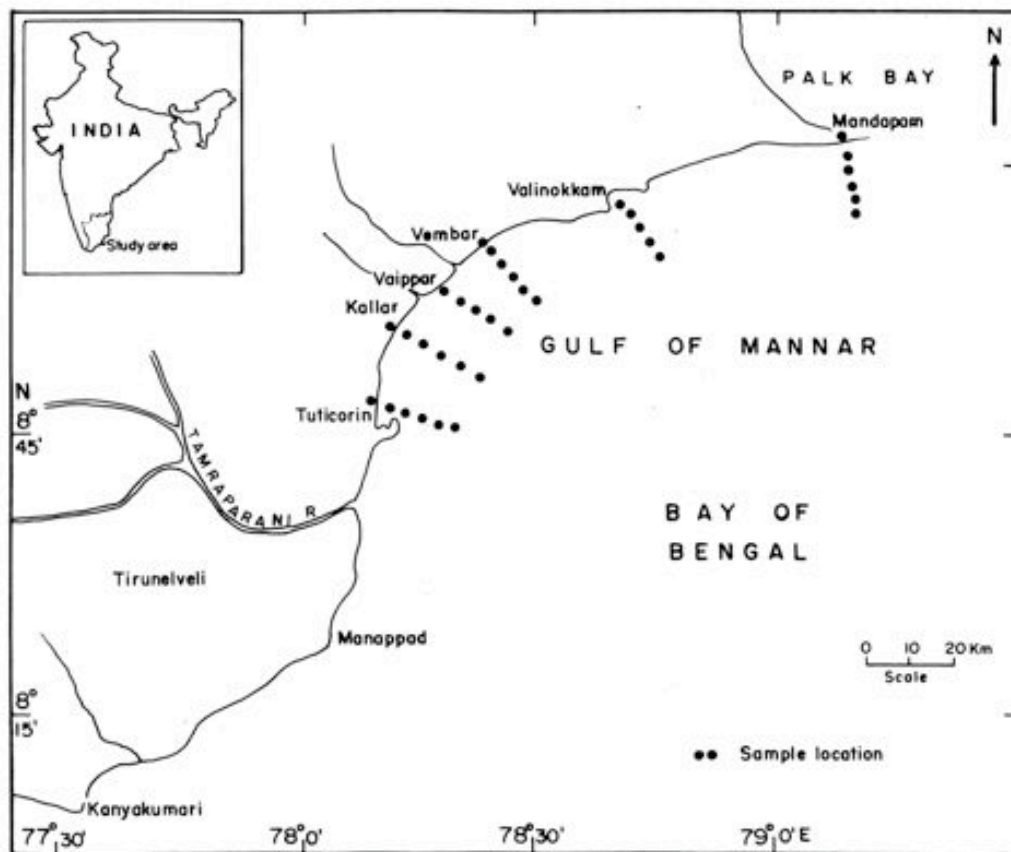 INDIA
Study area
N
PALK BAY
Mandapam
Valinokkam
Vembar
Vaippar
Kallar
GULF OF MANNAR
N
8°
45'
Tuticorin
TAMRAPARANI R
BAY OF
BENGAL
Tirunelveli
Manappad
0 10 20 Km
Scale
8°
15'
Sample location
Kanyakumari
77°30' 78°0' 78°30' 79°0'E